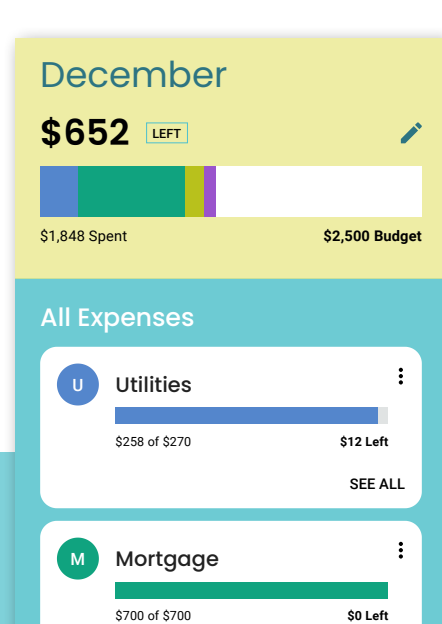 December
$652 LEFT
$1,848 Spent $2,500 Budget
All Expenses
U Utilities
$258 of $270 $12 Left
SEE ALL
M Mortgage
$700 of $700 $0 Left